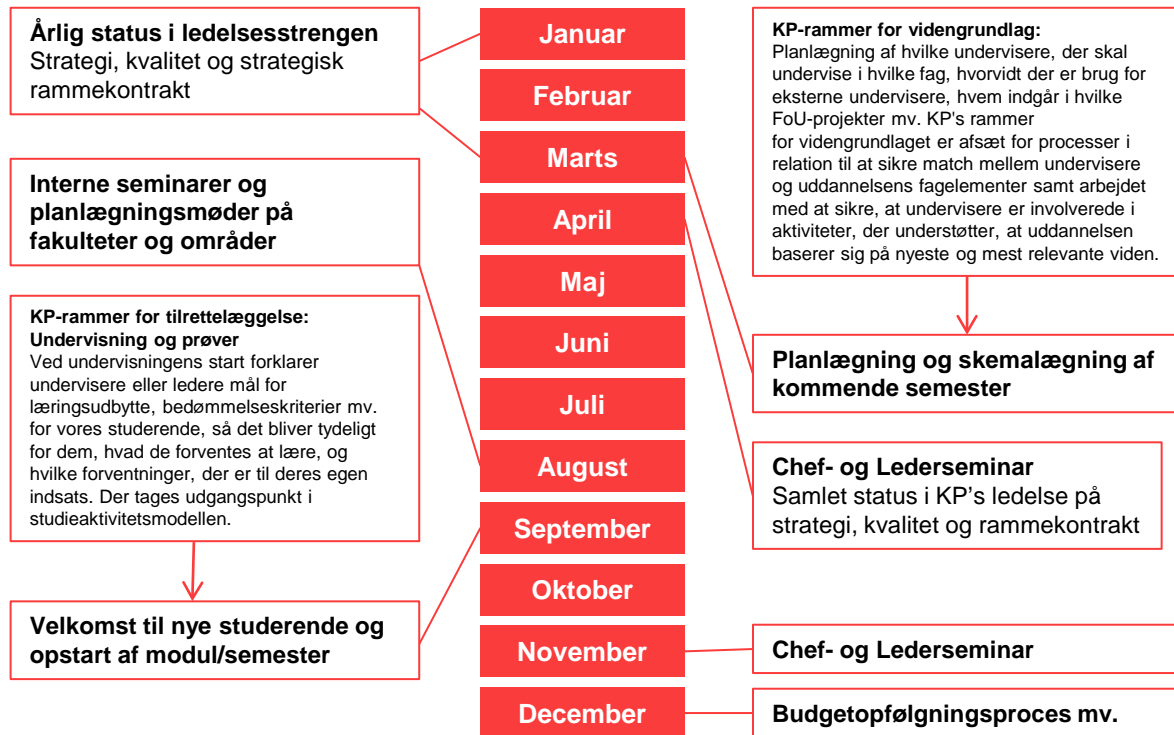 Årlig status i ledelsesstrengen
Strategi, kvalitet og strategisk
rammekontrakt
Interne seminarer og
planlægningsmøder på
fakulteter og områder
KP-rammer for tilrettelæggelse:
Undervisning og prøver
Ved undervisningens start forklarer
undervisere eller ledere mål for
læringsudbytte, bedømmelseskriterier mv.
for vores studerende, så det bliver tydeligt
for dem, hvad de forventes at lære, og
hvilke forventninger, der er til deres egen
indsats. Der tages udgangspunkt i
studieaktivitetsmodellen.
Velkomst til nye studerende og
opstart af modul/semester
Januar
Februar
Marts
April
Maj
Juni
Juli
August
September
Oktober
November
December
KP-rammer for videngrundlag:
Planlægning af hvilke undervisere, der skal
undervise i hvilke fag, hvorvidt der er brug for
eksterne undervisere, hvem indgår i hvilke
FoU-projekter mv. KP's rammer
for videngrundlaget er afsæt for processer i
relation til at sikre match mellem undervisere
og uddannelsens fagelementer samt arbejdet
med at sikre, at undervisere er involverede i
aktiviteter, der understøtter, at uddannelsen
baserer sig på nyeste og mest relevante viden.
Planlægning og skemalægning af
kommende semester
Chef- og Lederseminar
Samlet status i KP's ledelse på
strategi, kvalitet og rammekontrakt
Chef- og Lederseminar
Budgetopfølgningsproces mv.